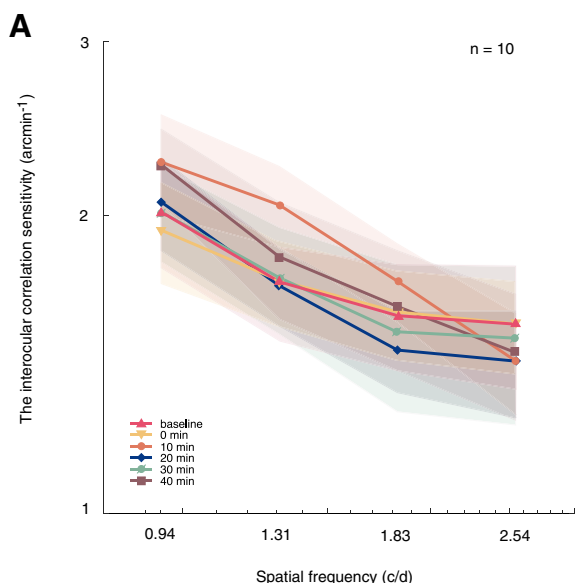 A
3
n = 10
The interocular correlation sensitivity (arcmin-1)
2
baseline
0 min
10 min
20 min
30 min
40 min
1
0.94 1.31 1.83 2.54
Spatial frequency (c/d)